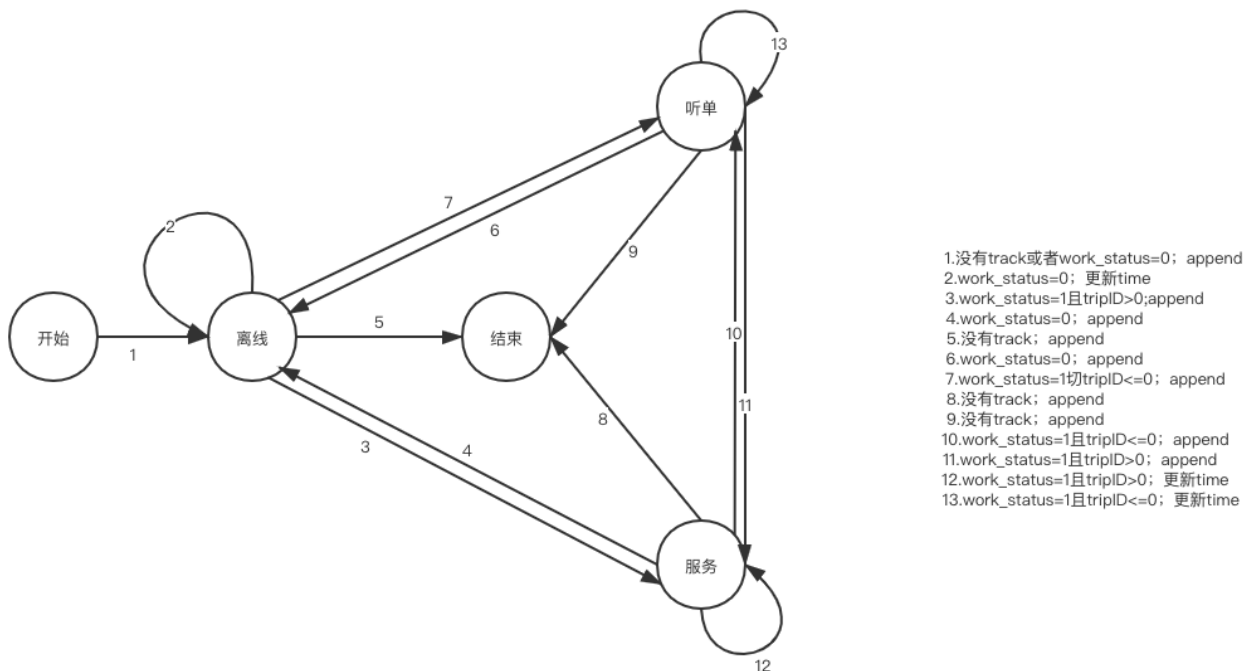 13
听单
7
2
6
9
1.没有track或者work_status=0；append
2.work_status=0；更新time
3.work_status=1且tripID>0;append
4.work_status=0；append
5.没有track；append
6.work_status=0；append
7.work_status=1切tripID<=0；append
8.没有track；append
9.没有track；append
10.work_status=1且tripID<=0；append
11.work_status=1且tripID>0；append
12.work_status=1且tripID>0；更新time
13.work_status=1且tripID<=0；更新time
5
10
开始
离线
结束
1
11
8
3
4
服务
12